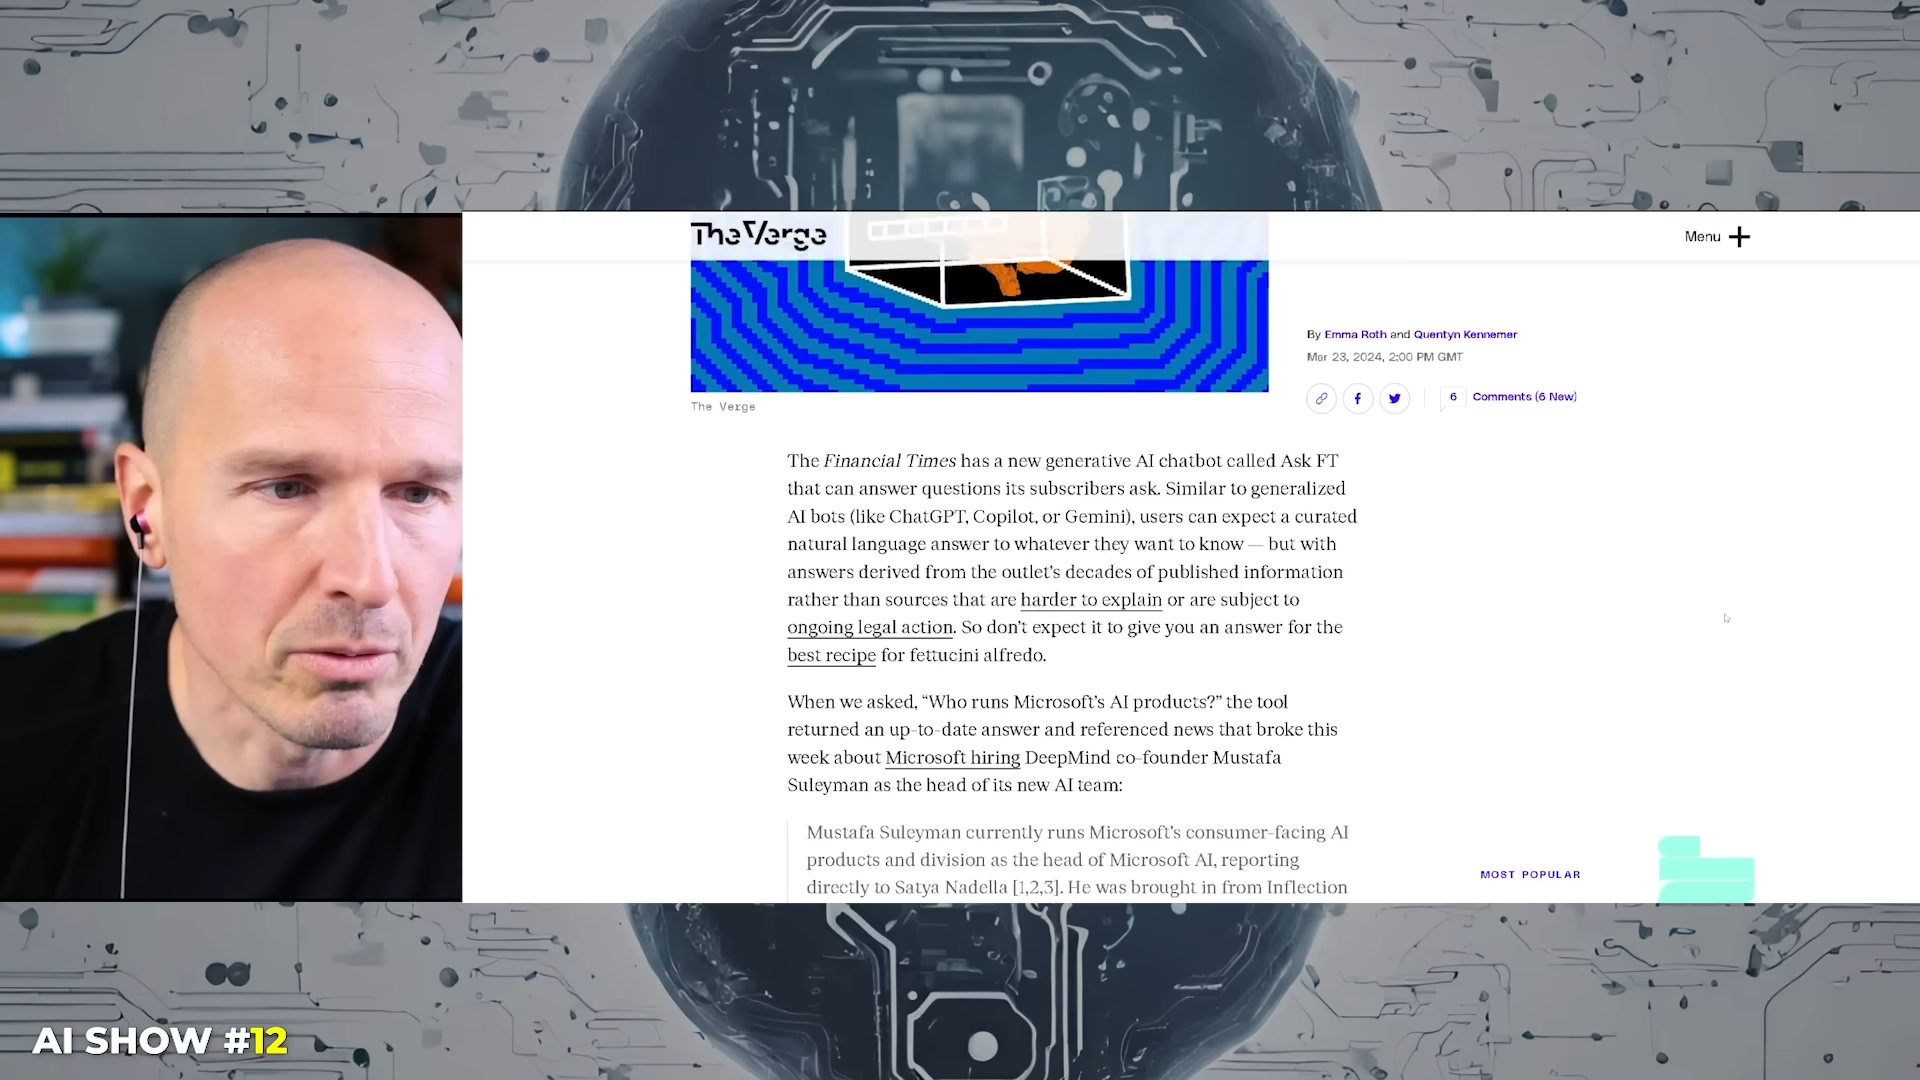 The Verge
Menu
By Emma Roth and Quentyn Kennemer
Mar 23, 2024, 2:00 PM GMT
6 Comments (6 New)
The Verge
The Financial Times has a new generative AI chatbot called Ask FT
that can answer questions its subscribers ask. Similar to generalized
AI bots (like ChatGPT, Copilot, or Gemini), users can expect a curated
natural language answer to whatever they want to know — but with
answers derived from the outlet’s decades of published information
rather than sources that are harder to explain or are subject to
ongoing legal action. So don’t expect it to give you an answer for the
best recipe for fettucini alfredo.
When we asked, “Who runs Microsoft’s AI products?” the tool
returned an up-to-date answer and referenced news that broke this
week about Microsoft hiring DeepMind co-founder Mustafa
Suleyman as the head of its new AI team:
Mustafa Suleyman currently runs Microsoft’s consumer-facing AI
products and division as the head of Microsoft AI, reporting
directly to Satya Nadella [1,2,3]. He was brought in from Inflection
MOST POPULAR
AI SHOW #12